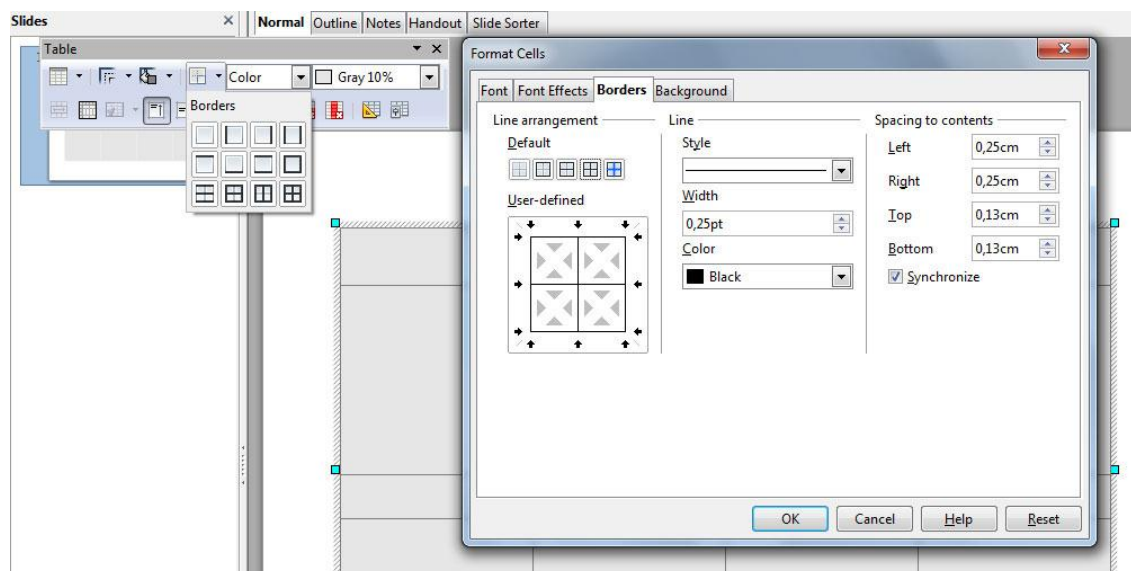 Slides
Normal Outline Notes Handout Slide Sorter
Table
Color Gray 10%
Borders
Format Cells
Font Font Effects Borders Background
Line arrangement
Default
User-defined
Line
Style
Width
0,25pt
Color
Black
Spacing to contents
Left 0,25cm
Right 0,25cm
Top 0,13cm
Bottom 0,13cm
Synchronize
OK Cancel Help Reset